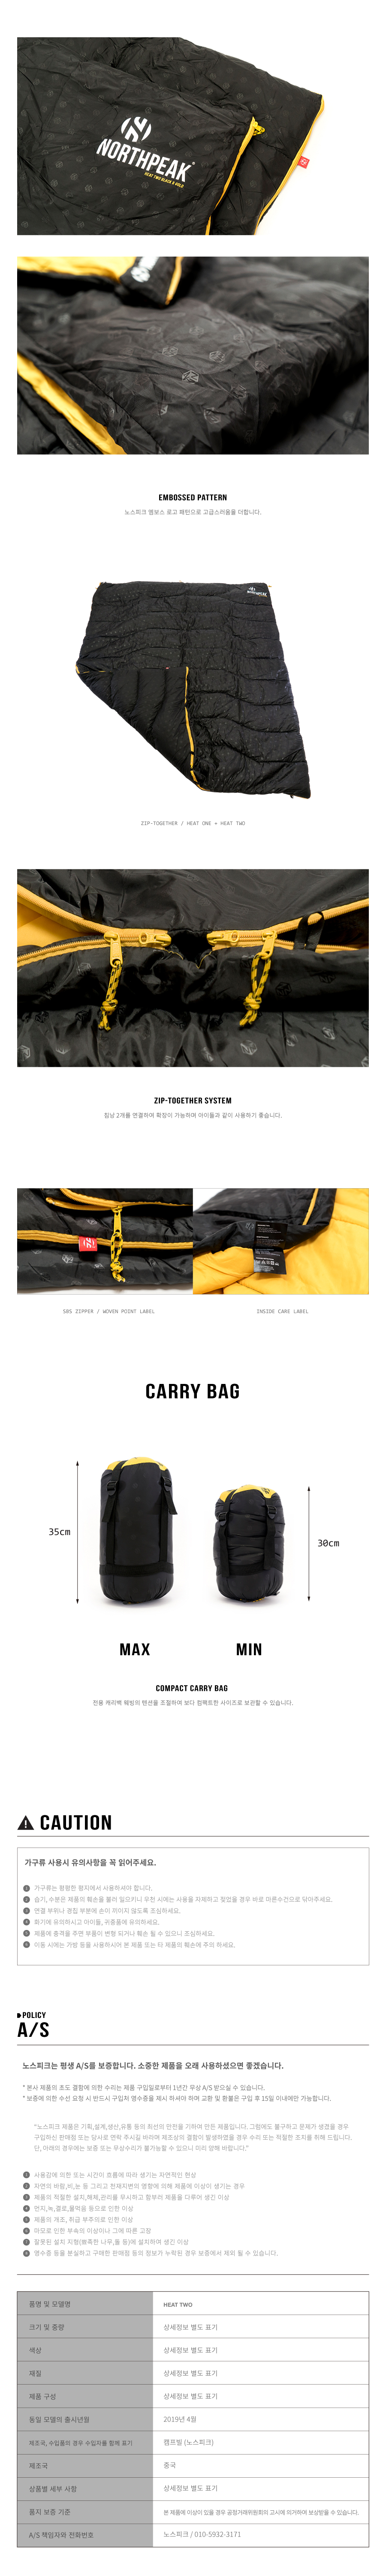 NORTHPEAK
HEAT TWO BLACK & GOLD
EMBOSSED PATTERN
노스피크 엠보스 로고 패턴으로 고급스러움을 더합니다.
NORTHPEAK
ZIP-TOGETHER / HEAT ONE + HEAT TWO
ZIP-TOGETHER SYSTEM
침낭 2개를 연결하여 확장이 가능하며 아이들과 같이 사용하기 좋습니다.
SBS ZIPPER / WOVEN POINT LABEL
INSIDE CARE LABEL
CARRY BAG
35cm
30cm
MAX
MIN
COMPACT CARRY BAG
전용 캐리백 웨빙의 텐션을 조절하여 보다 컴팩트한 사이즈로 보관할 수 있습니다.
CAUTION
가구류 사용시 유의사항을 꼭 읽어주세요.
1 가구류는 평평한 평지에서 사용하셔야 합니다.
2 습기, 수분은 제품의 훼손을 불러 일으키니 우천 시에는 사용을 자제하고 젖었을 경우 바로 마른수건으로 닦아주세요.
3 연결 부위나 경첩 부분에 손이 끼이지 않도록 조심하세요.
4 화기에 유의하시고 아이들, 귀중품에 유의하세요.
5 제품에 충격을 주면 부품이 변형 되거나 훼손 될 수 있으니 조심하세요.
6 이동 시에는 가방 등을 사용하시어 본 제품 또는 타 제품의 훼손에 주의 하세요.
POLICY
A/S
노스피크는 평생 A/S를 보증합니다. 소중한 제품을 오래 사용하셨으면 좋겠습니다.
* 본사 제품의 초도 결함에 의한 수리는 제품 구입일로부터 1년간 무상 A/S 받으실 수 있습니다.
* 보증에 의한 수선 요청 시 반드시 구입처 영수증을 제시 하셔야 하며 교환 및 환불은 구입 후 15일 이내에만 가능합니다.
"노스피크 제품은 기획,설계,생산,유통 등의 최선의 만전을 기하여 만든 제품입니다. 그럼에도 불구하고 문제가 생겼을 경우
구입하신 판매점 또는 당사로 연락 주시길 바라며 제조상의 결함이 발생하였을 경우 수리 또는 적절한 조치를 취해 드립니다.
단, 아래의 경우에는 보증 또는 무상수리가 불가능할 수 있으니 미리 양해 바랍니다."
1 사용감에 의한 또는 시간이 흐름에 따라 생기는 자연적인 현상
2 자연의 바람,비,눈 등 그리고 천재지변의 영향에 의해 제품에 이상이 생기는 경우
3 제품의 적절한 설치,해체,관리를 무시하고 함부러 제품을 다루어 생긴 이상
4 먼지,녹,결로,물먹음 등으로 인한 이상
5 제품의 개조, 취급 부주의로 인한 이상
6 마모로 인한 부속의 이상이나 그에 따른 고장
7 잘못된 설치 지형(뾰족한 나무,돌 등)에 설치하여 생긴 이상
8 영수증 등을 분실하고 구매한 판매점 등의 정보가 누락된 경우 보증에서 제외 될 수 있습니다.
품명 및 모델명 HEAT TWO
크기 및 중량 상세정보 별도 표기
색상 상세정보 별도 표기
재질 상세정보 별도 표기
제품 구성 상세정보 별도 표기
동일 모델의 출시년월 2019년 4월
제조국, 수입품의 경우 수입자를 함께 표기 캠프빌 (노스피크)
제조국 중국
상품별 세부 사항 상세정보 별도 표기
품지 보증 기준 본 제품에 이상이 있을 경우 공정거래위원회의 고시에 의거하여 보상받을 수 있습니다.
A/S 책임자와 전화번호 노스피크 / 010-5932-3171